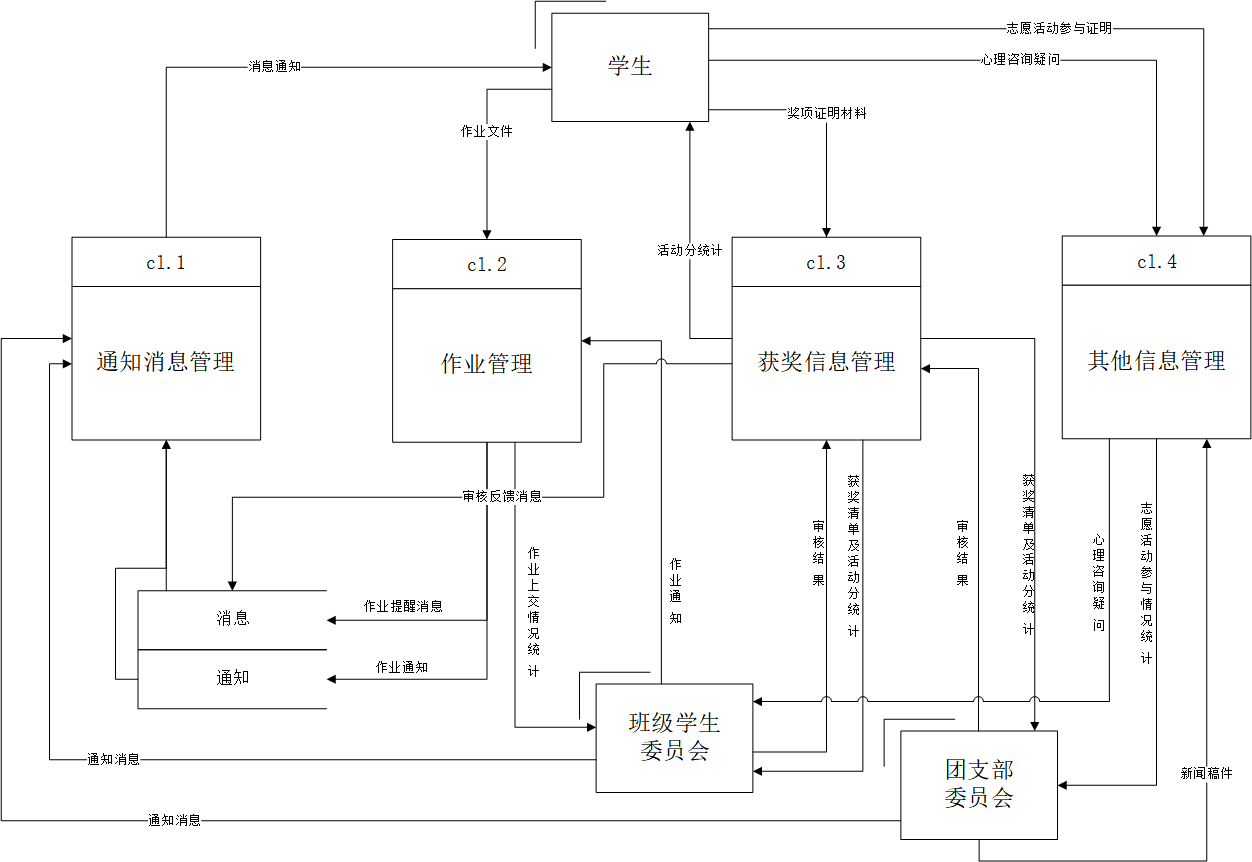 学生
志愿活动参与证明
心理咨询疑问
消息通知
奖项证明材料
作业文件
活动分统计
cl.1
cl.2
cl.3
cl.4
通知消息管理
作业管理
获奖信息管理
其他信息管理
审核反馈消息
获奖清单及活动分统计
获奖清单及活动分统计
志愿活动参与情况统计
审核结果
审核结果
心理咨询疑问
作业上交情况统计
作业通知
消息
作业提醒消息
通知
作业通知
班级学生
委员会
通知消息
团支部
委员会
新闻稿件
通知消息